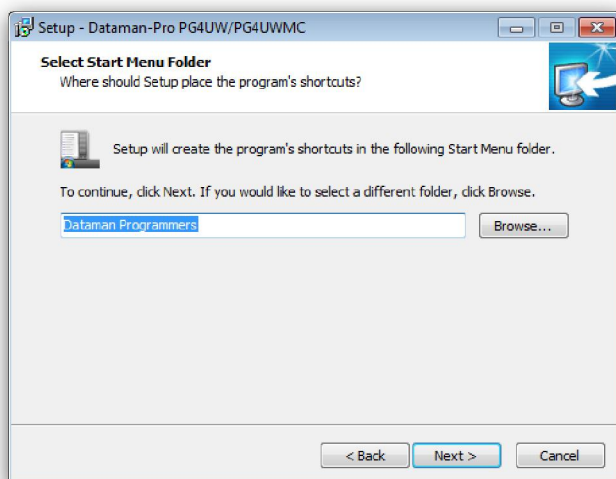 Setup - Dataman-Pro PG4UW/PG4UWMC
Select Start Menu Folder
Where should Setup place the program's shortcuts?
Setup will create the program's shortcuts in the following Start Menu folder.
To continue, click Next. If you would like to select a different folder, click Browse.
Dataman Programmers
Browse...
< Back
Next >
Cancel